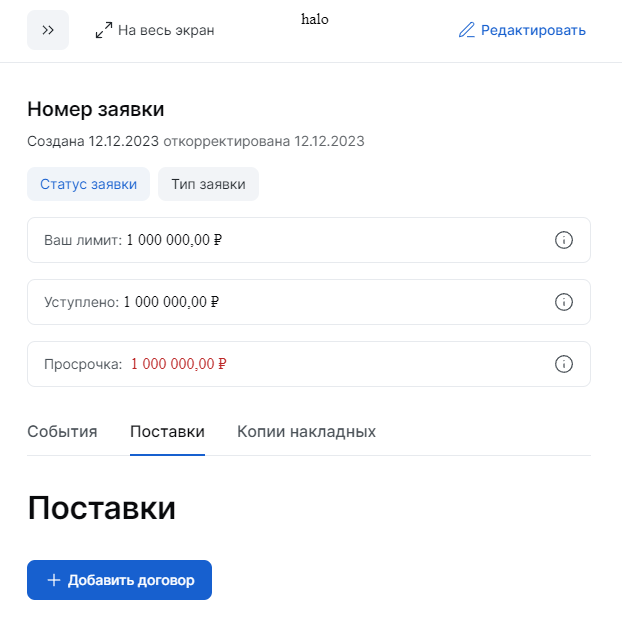 На весь экран
halo
Редактировать
Номер заявки
Создана 12.12.2023 откорректирована 12.12.2023
Статус заявки
Тип заявки
Ваш лимит: 1 000 000,00 ₽
Уступлено: 1 000 000,00 ₽
Просрочка: 1 000 000,00 ₽
События
Поставки
Копии накладных
Поставки
Добавить договор